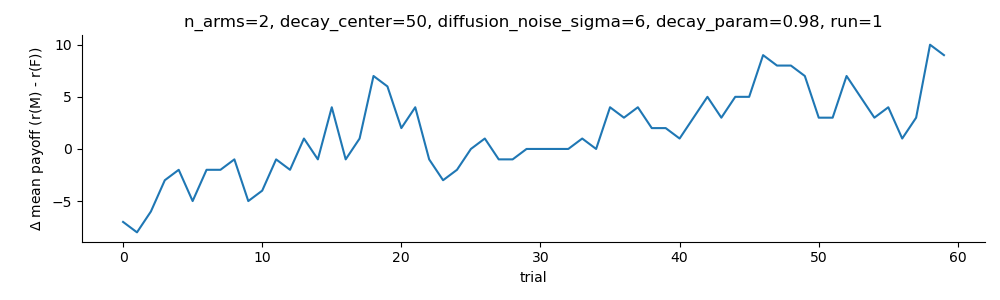 n_arms=2, decay_center=50, diffusion_noise_sigma=6, decay_param=0.98, run=1
Δ mean payoff (r(M) - r(F))
10
5
0
−5
0 10 20 30 40 50 60
trial